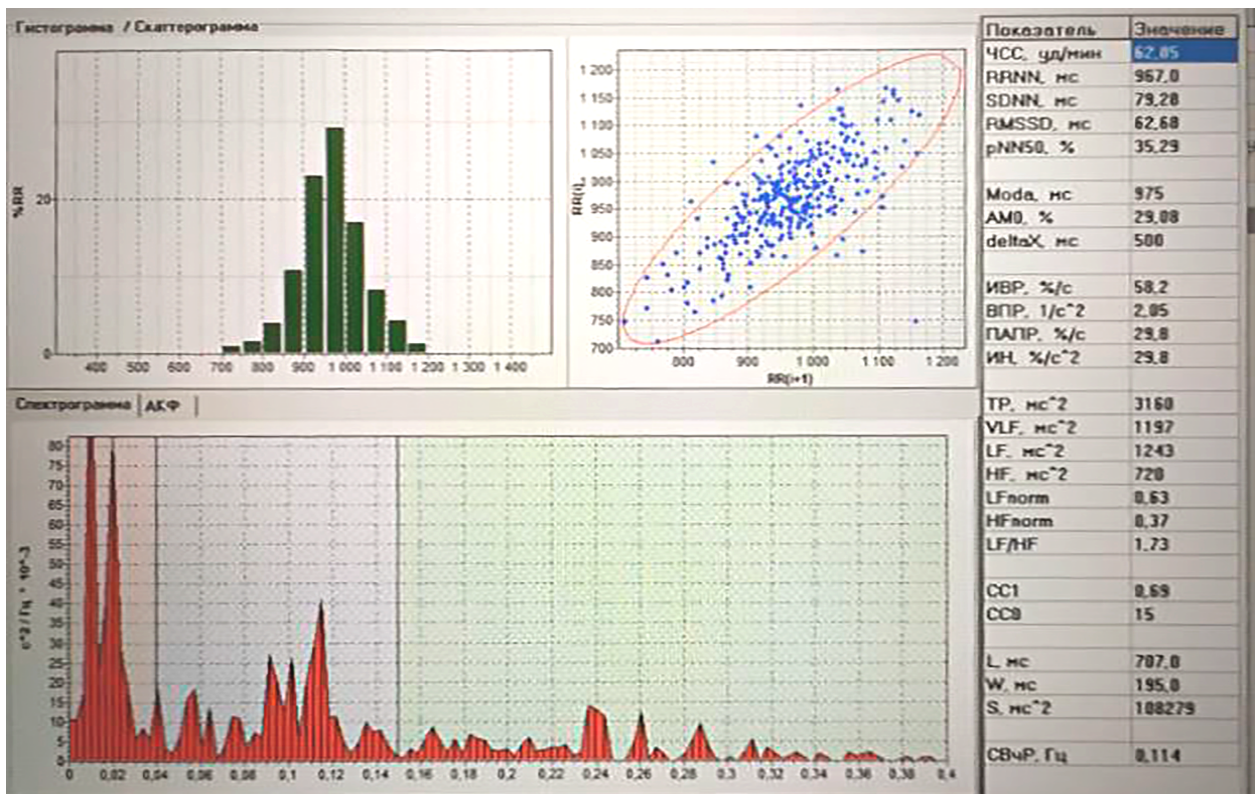 Гистограмма / Скаттерограмма
%RR
20
0
400 500 600 700 800 900 1 000 1 100 1 200 1 300 1 400
RR(i),
1 200
1 150
1 100
1 050
1 000
950
900
850
800
750
700
800 900 1 000 1 100 1 200
RR(i+1)
Спектрограмма АКФ
с^2 / Гц * 10^-3
80
75
70
65
60
55
50
45
40
35
30
25
20
15
10
5
0
0 0,02 0,04 0,06 0,08 0,1 0,12 0,14 0,16 0,18 0,2 0,22 0,24 0,26 0,28 0,3 0,32 0,34 0,36 0,38 0,4
Показатель Значение
ЧСС, уд/мин 62,05
RRNN, мс 967,0
SDNN, мс 79,28
RMSSD, мс 62,68
pNN50, % 35,29
Moda, мс 975
AM0, % 29,08
deltaX, мс 500
ИВР, %/с 58,2
ВПР, 1/с^2 2,05
ПАПР, %/с 29,8
ИН, %/с^2 29,8
TP, мс^2 3160
VLF, мс^2 1197
LF, мс^2 1243
HF, мс^2 720
LFnorm 0,63
HFnorm 0,37
LF/HF 1,73
CC1 0,69
CC0 15
L, мс 707,0
W, мс 195,0
S, мс^2 108279
СВчР, Гц 0,114